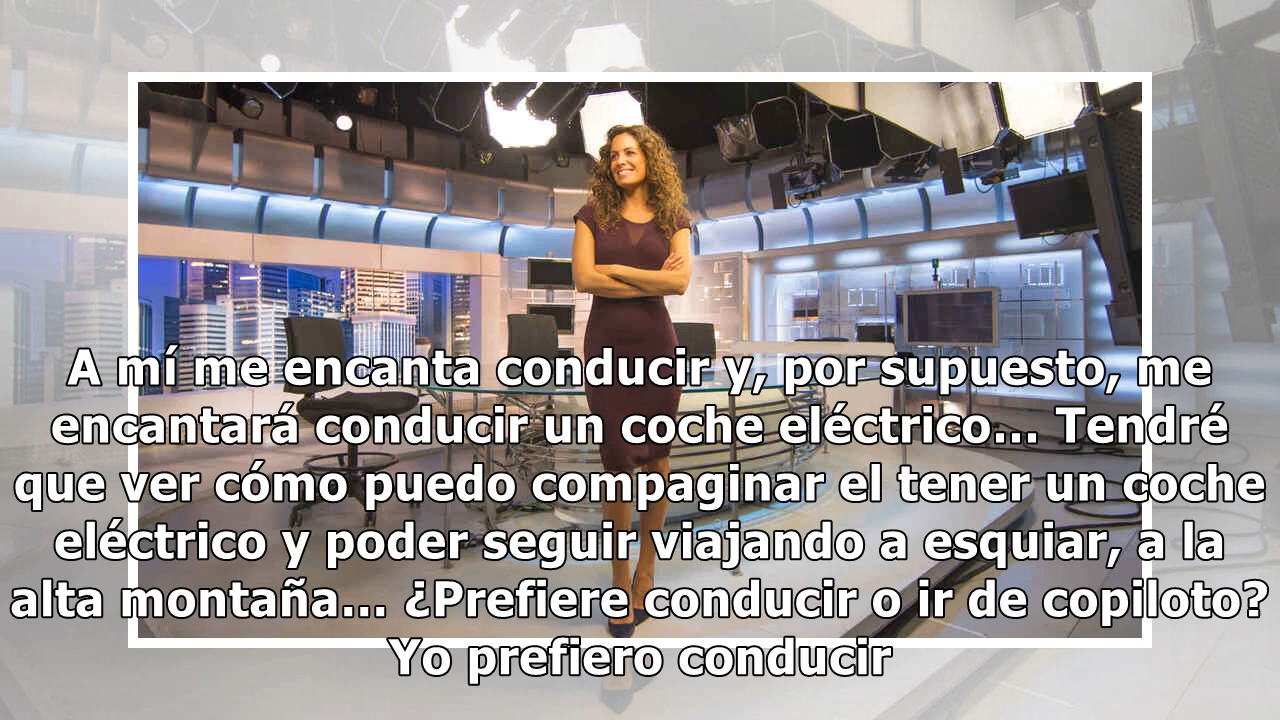 A mí me encanta conducir y, por supuesto, me
encantará conducir un coche eléctrico... Tendré
que ver cómo puedo compaginar el tener un coche
eléctrico y poder seguir viajando a esquiar, a la
alta montaña... ¿Prefiere conducir o ir de copiloto?
Yo prefiero conducir